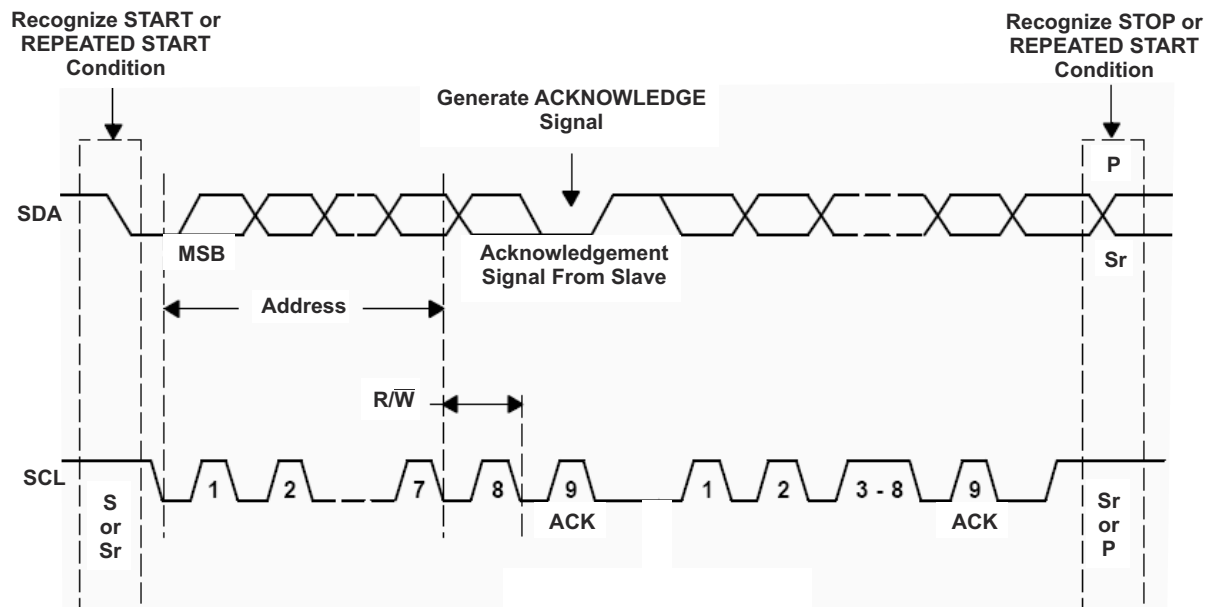 Recognize START or
REPEATED START
Condition
Recognize STOP or
REPEATED START
Condition
Generate ACKNOWLEDGE
Signal
P
SDA
MSB
Acknowledgement
Signal From Slave
Sr
Address
R/W̅
SCL
1
2
7
8
9
1
2
3 - 8
9
ACK
ACK
S
or
Sr
Sr
or
P